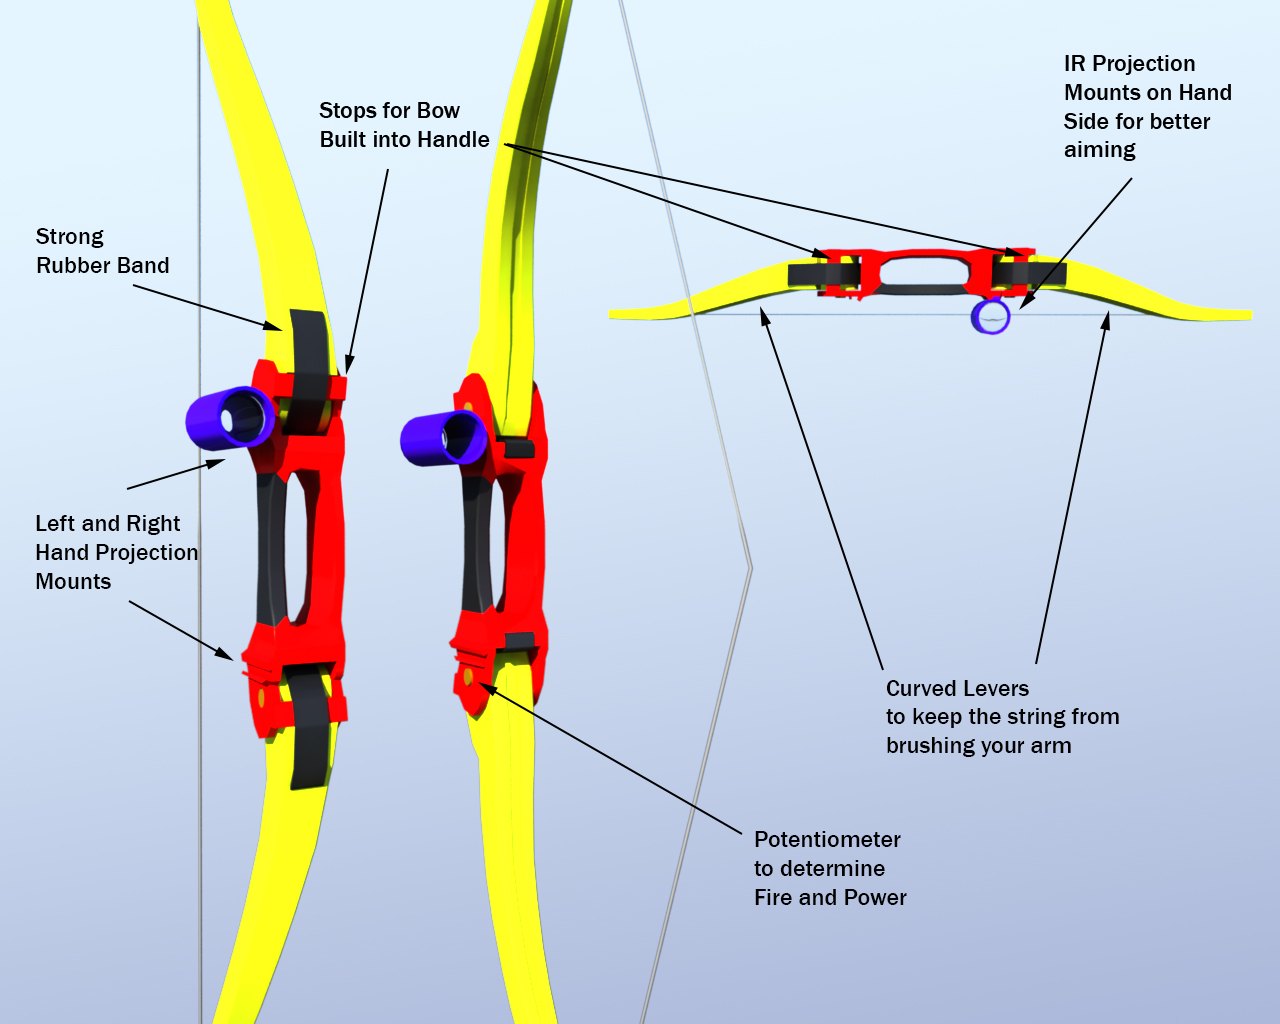 IR Projection
Mounts on Hand
Side for better
aiming
Stops for Bow
Built into Handle
Strong
Rubber Band
Left and Right
Hand Projection
Mounts
Curved Levers
to keep the string from
brushing your arm
Potentiometer
to determine
Fire and Power